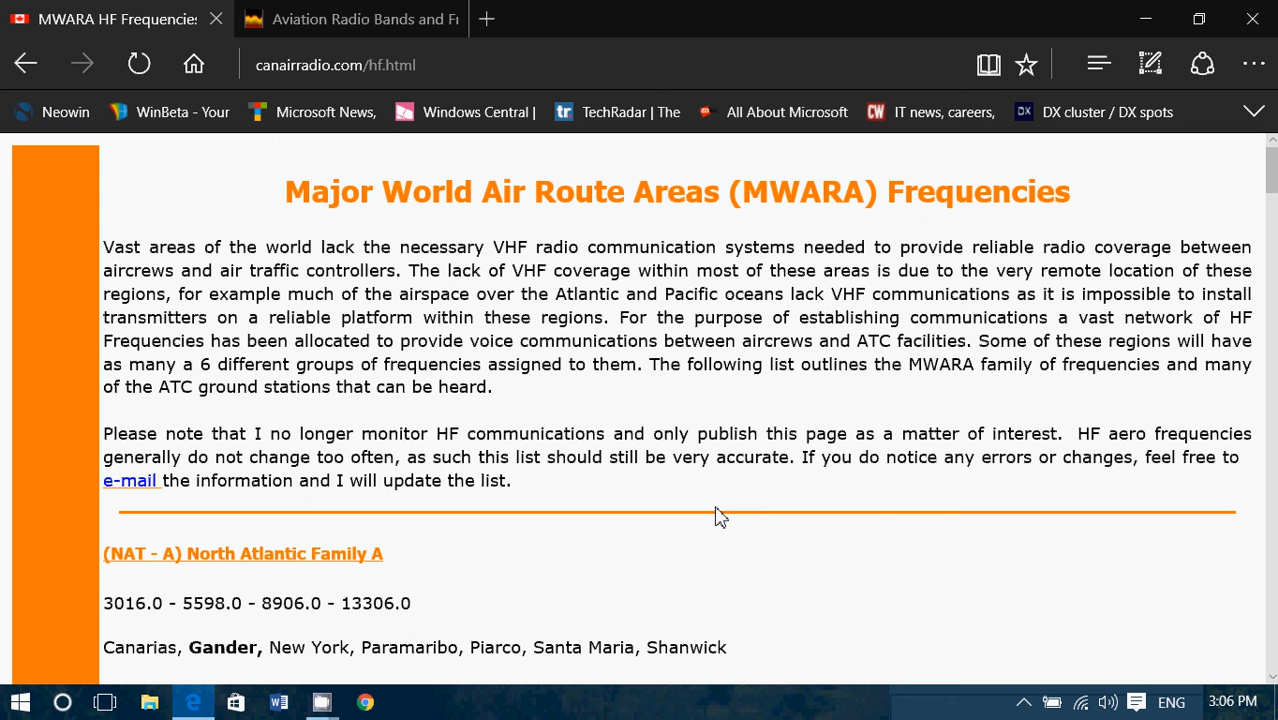 MWARA HF Frequencies
Aviation Radio Bands and Fr
canairradio.com/hf.html
Neowin
WinBeta - Your
Microsoft News,
Windows Central |
tr
TechRadar | The
All About Microsoft
CW
IT news, careers,
DX
DX cluster / DX spots
Major World Air Route Areas (MWARA) Frequencies
Vast areas of the world lack the necessary VHF radio communication systems needed to provide reliable radio coverage between
aircrews and air traffic controllers. The lack of VHF coverage within most of these areas is due to the very remote location of these
regions, for example much of the airspace over the Atlantic and Pacific oceans lack VHF communications as it is impossible to install
transmitters on a reliable platform within these regions. For the purpose of establishing communications a vast network of HF
Frequencies has been allocated to provide voice communications between aircrews and ATC facilities. Some of these regions will have
as many a 6 different groups of frequencies assigned to them. The following list outlines the MWARA family of frequencies and many
of the ATC ground stations that can be heard.
Please note that I no longer monitor HF communications and only publish this page as a matter of interest. HF aero frequencies
generally do not change too often, as such this list should still be very accurate. If you do notice any errors or changes, feel free to
e-mail the information and I will update the list.
(NAT - A) North Atlantic Family A
3016.0 - 5598.0 - 8906.0 - 13306.0
Canarias, Gander, New York, Paramaribo, Piarco, Santa Maria, Shanwick
ENG
3:06 PM